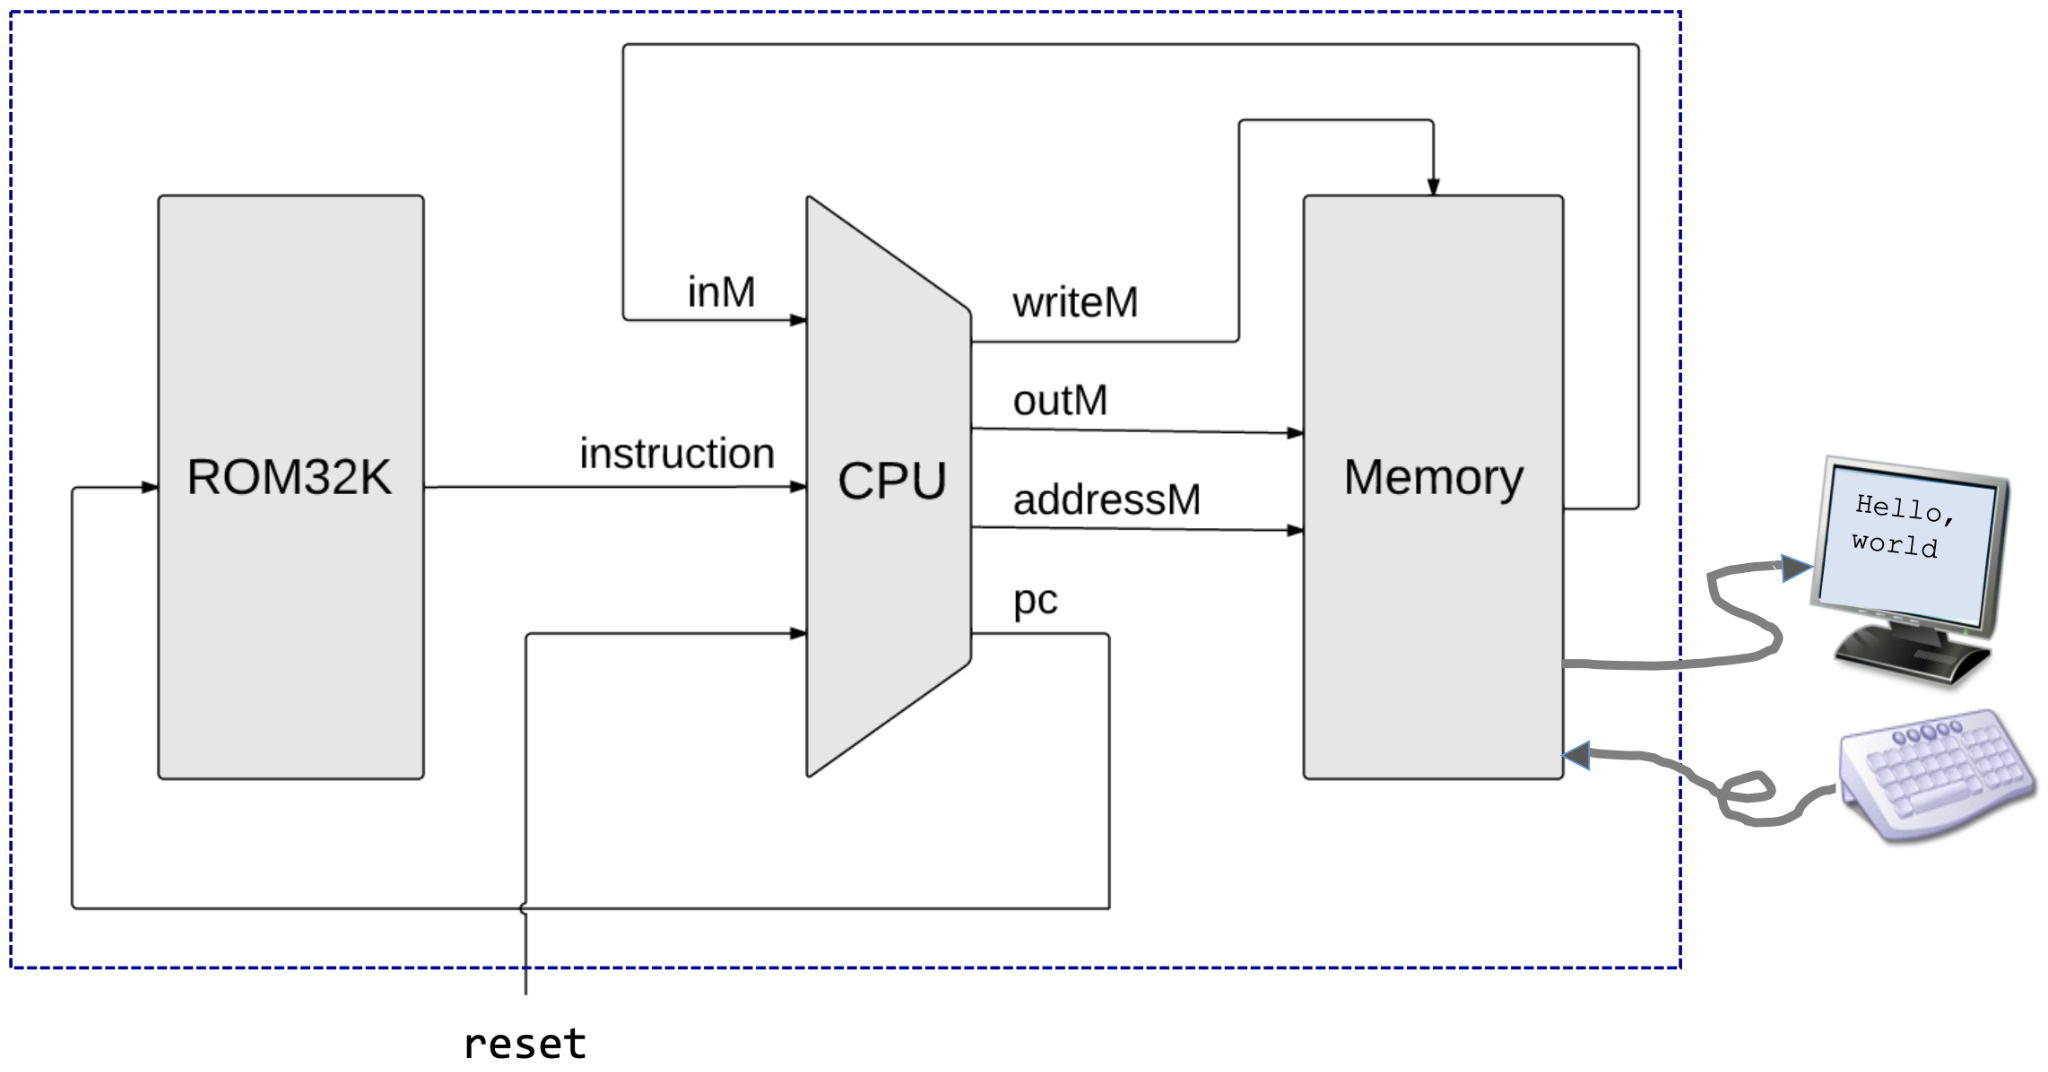 inM
writeM
outM
instruction
ROM32K
CPU
Memory
addressM
pc
Hello,
world
reset